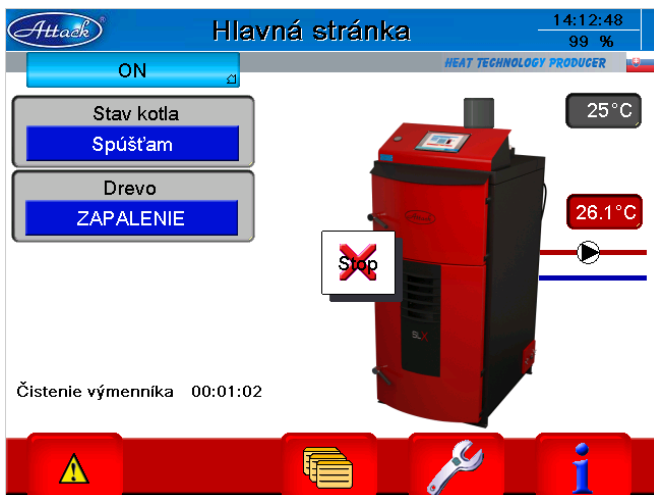 Attack
Hlavná stránka
14:12:48
99 %
HEAT TECHNOLOGY PRODUCER
ON
Stav kotla
Spúšťam
Drevo
ZAPALENIE
25°C
26.1°C
Attack
Stop
SLX
Čistenie výmenníka 00:01:02